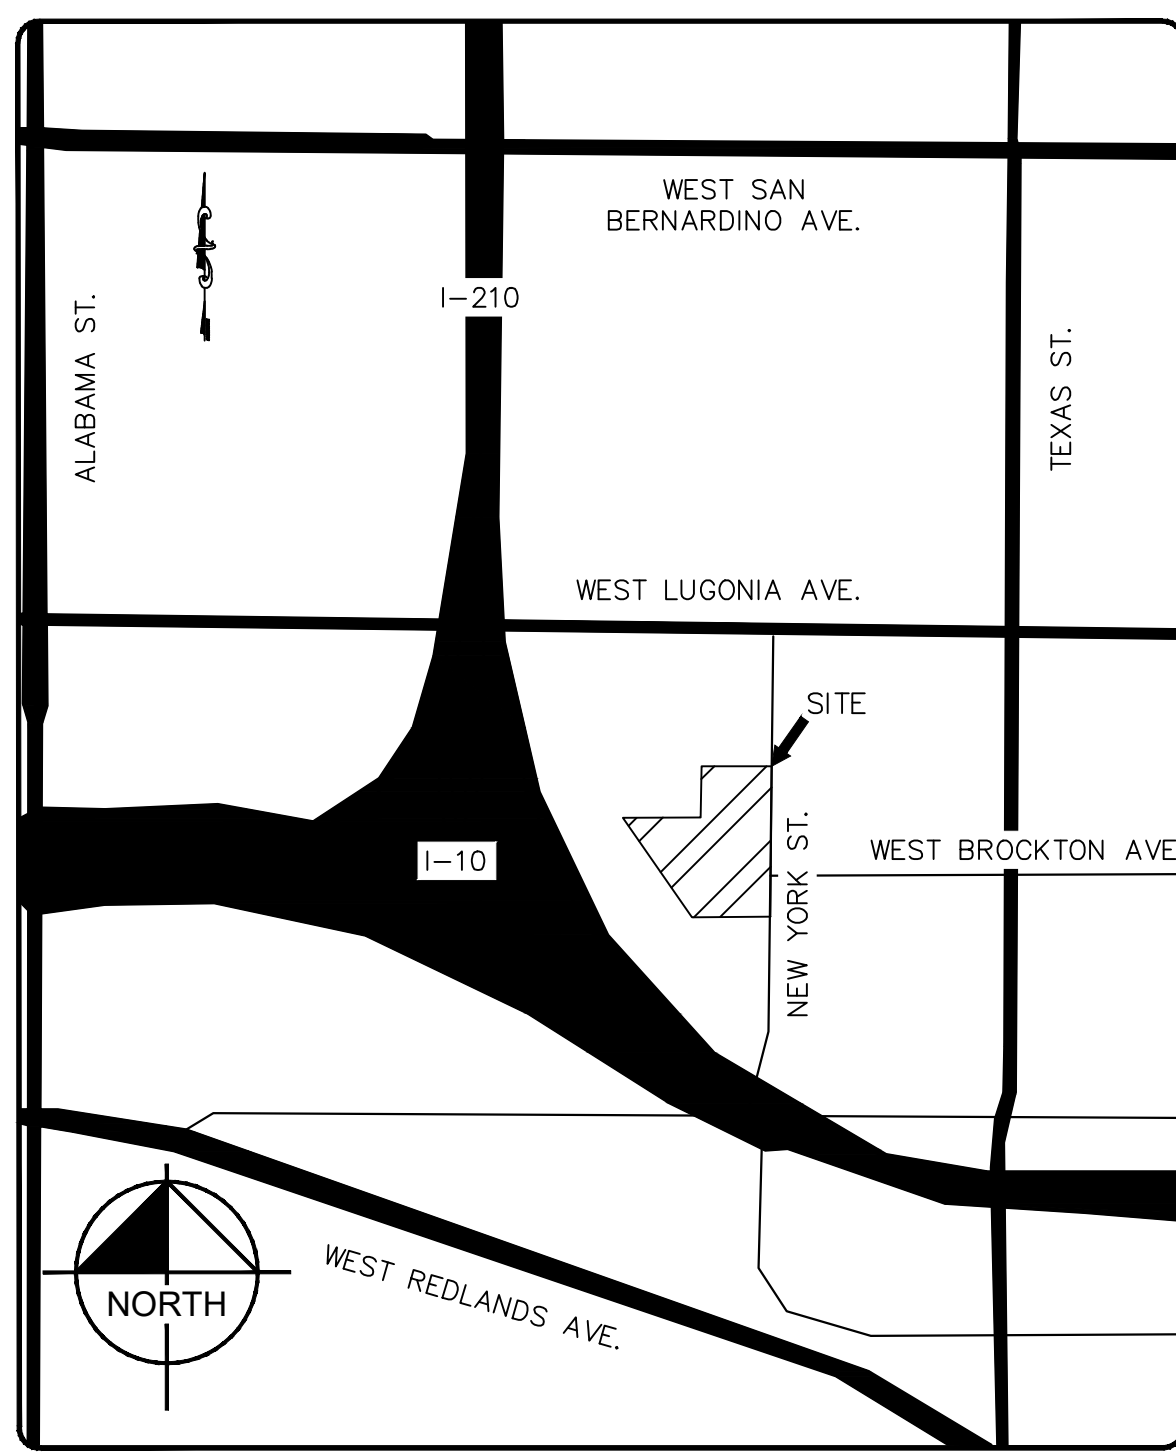 WEST SAN
BERNARDINO AVE.
I-210
ALABAMA ST.
TEXAS ST.
WEST LUGONIA AVE.
SITE
I-10
NEW YORK ST.
WEST BROCKTON AVE
WEST REDLANDS AVE.
NORTH